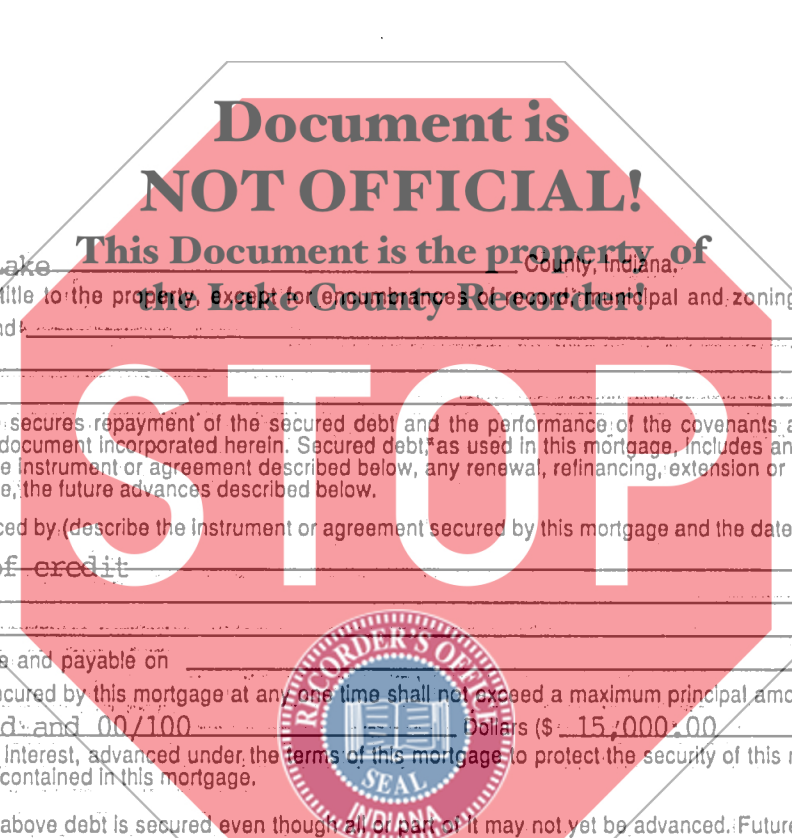 Document is
NOT OFFICIAL!
This Document is the property of
ake County, Indiana,
the Lake County Recorder!
title to the property, except for encumbrances of record, municipal and zoning
nd
STOP
secures repayment of the secured debt and the performance of the covenants a
document incorporated herein. Secured debt, as used in this mortgage, includes an
e instrument or agreement described below, any renewal, refinancing, extension or
e, the future advances described below.
ced by (describe the instrument or agreement secured by this mortgage and the date
of credit
e and payable on
ecured by this mortgage at any one time shall not exceed a maximum principal amo
d and 00/100 Dollars ($ 15,000.00
interest, advanced under the terms of this mortgage to protect the security of this m
contained in this mortgage.
above debt is secured even though all or part of it may not yet be advanced. Future
RECORDER'S OFFICE
SEAL
INDIANA